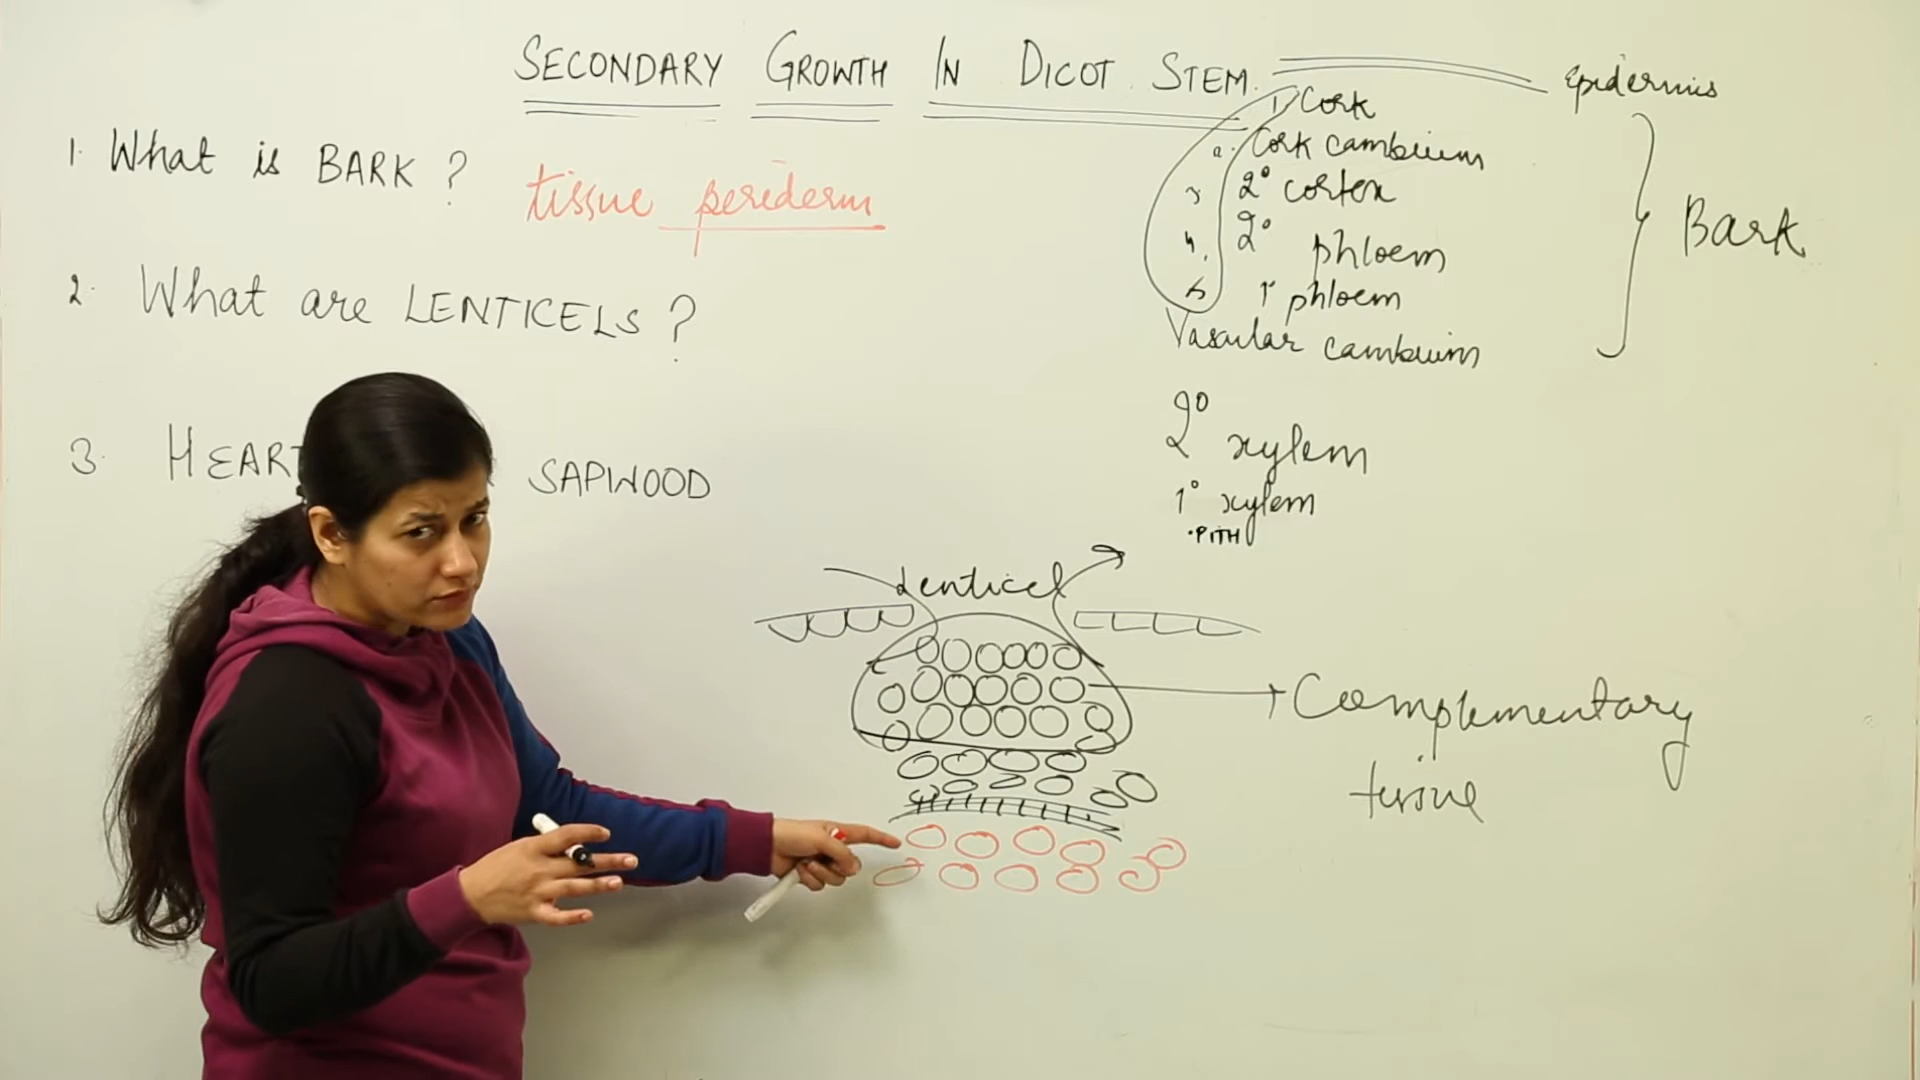 SECONDARY GROWTH IN DICOT STEM.
Epidermis
1. Cork
2. Cork cambium
3 2° cortex
4. 2° phloem
5 1° phloem
Vascular cambium
Bark
2° xylem
1° xylem
• PITH
1. What is BARK ?
tissue periderm
2. What are LENTICELS ?
3. HEART
SAPWOOD
Lenticel
Complementary
tissue